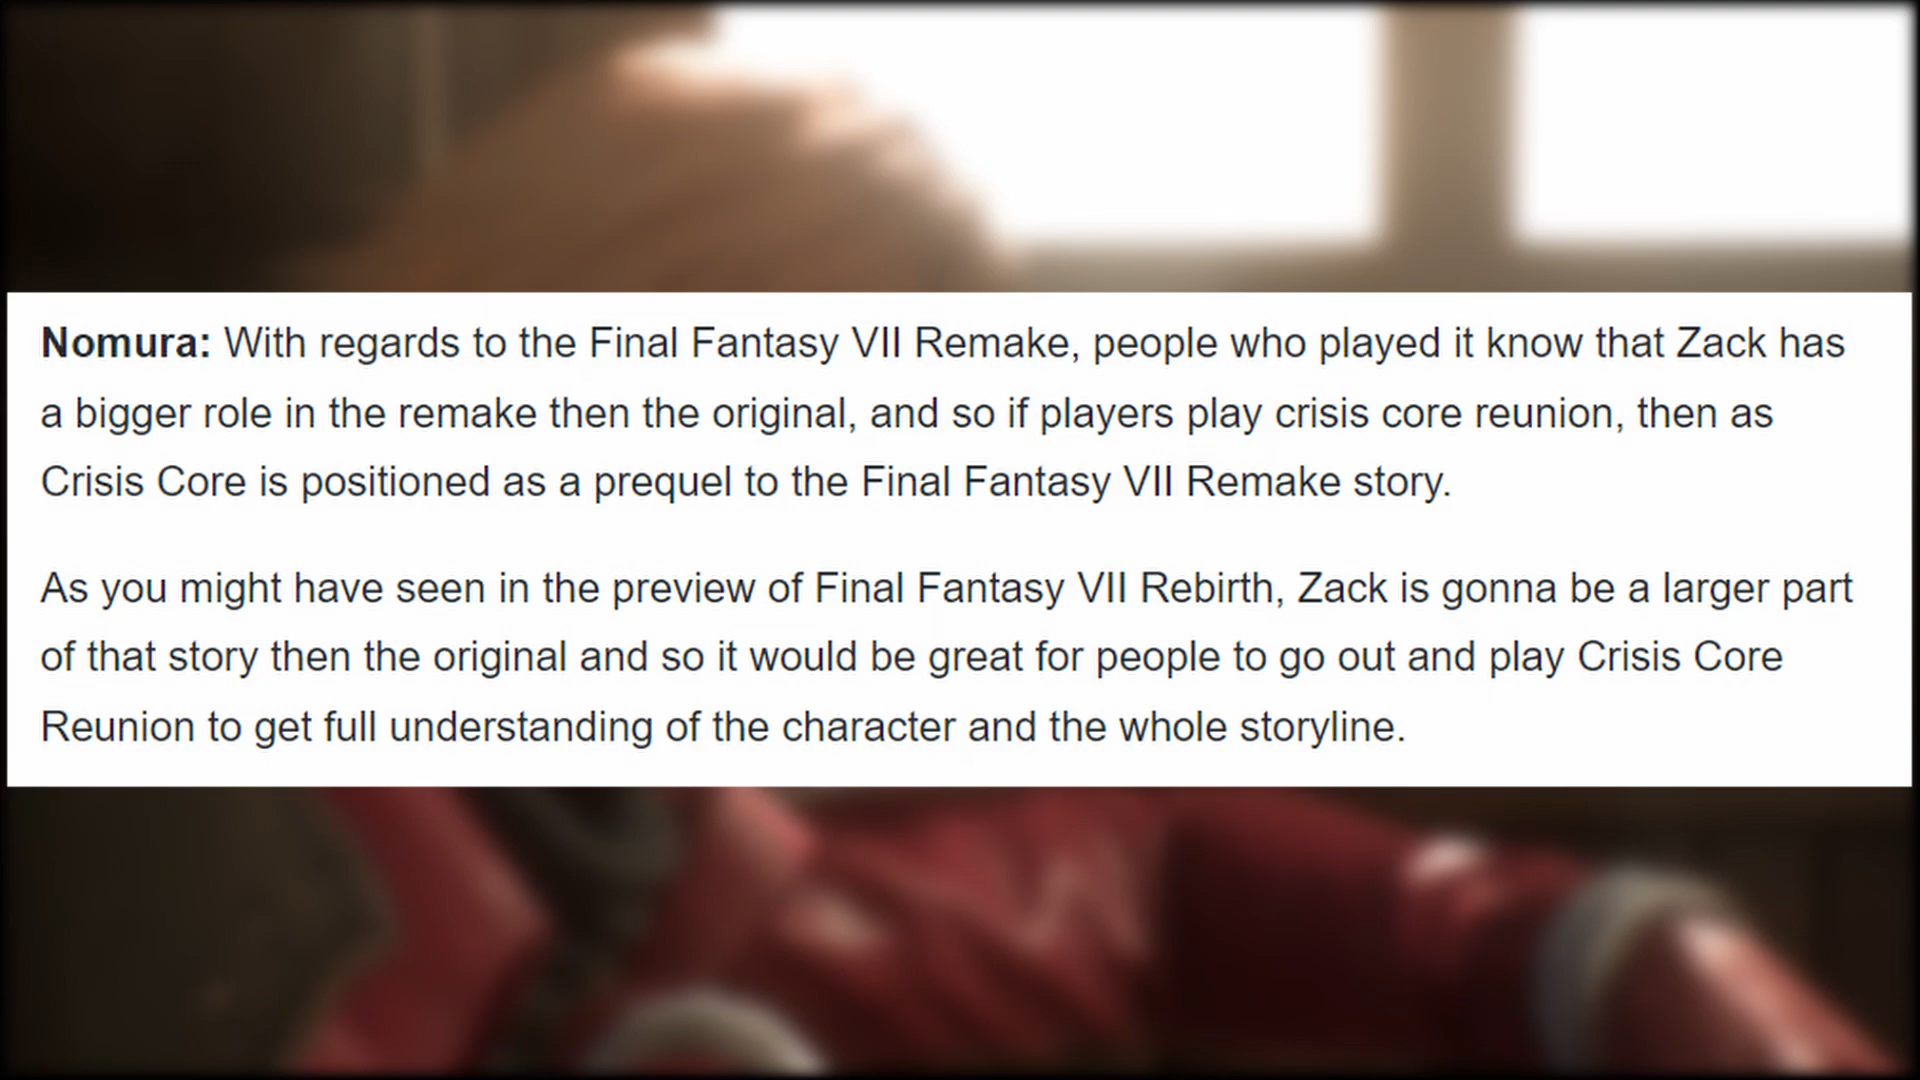 Nomura: With regards to the Final Fantasy VII Remake, people who played it know that Zack has
a bigger role in the remake then the original, and so if players play crisis core reunion, then as
Crisis Core is positioned as a prequel to the Final Fantasy VII Remake story.
As you might have seen in the preview of Final Fantasy VII Rebirth, Zack is gonna be a larger part
of that story then the original and so it would be great for people to go out and play Crisis Core
Reunion to get full understanding of the character and the whole storyline.